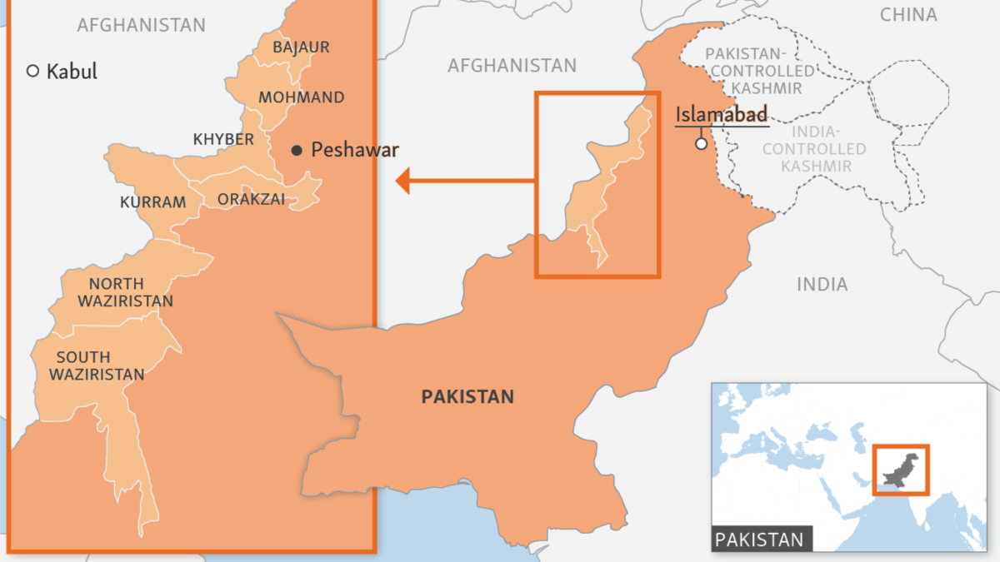 AFGHANISTAN
Kabul
BAJAUR
MOHMAND
KHYBER
Peshawar
KURRAM
ORAKZAI
NORTH
WAZIRISTAN
SOUTH
WAZIRISTAN
AFGHANISTAN
CHINA
PAKISTAN-
CONTROLLED
KASHMIR
Islamabad
INDIA-
CONTROLLED
KASHMIR
INDIA
PAKISTAN
PAKISTAN